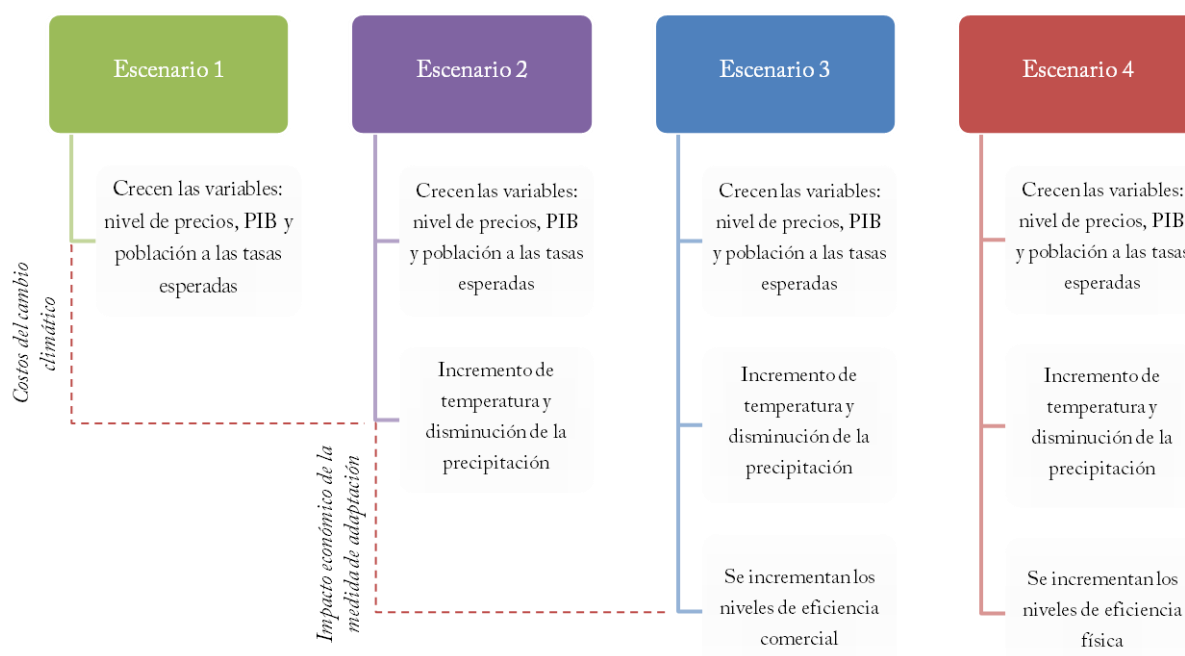 Escenario 1
Crecen las variables:
nivel de precios, PIB y
población a las tasas
esperadas
Costos del cambio
climático
Escenario 2
Crecen las variables:
nivel de precios, PIB
y población a las tasas
esperadas
Incremento de
temperatura y
disminución de la
precipitación
Impacto económico de la
medida de adaptación
Escenario 3
Crecen las variables:
nivel de precios, PIB
y población a las tasas
esperadas
Incremento de
temperatura y
disminución de la
precipitación
Se incrementan los
niveles de eficiencia
comercial
Escenario 4
Crecen las variables:
nivel de precios, PIB
y población a las tasas
esperadas
Incremento de
temperatura y
disminución de la
precipitación
Se incrementan los
niveles de eficiencia
física